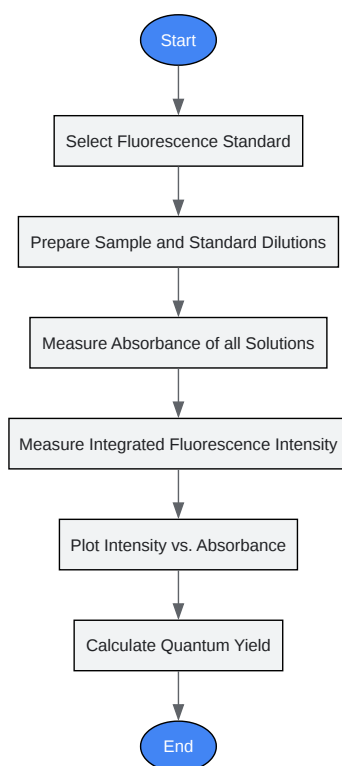 Start
Select Fluorescence Standard
Prepare Sample and Standard Dilutions
Measure Absorbance of all Solutions
Measure Integrated Fluorescence Intensity
Plot Intensity vs. Absorbance
Calculate Quantum Yield
End